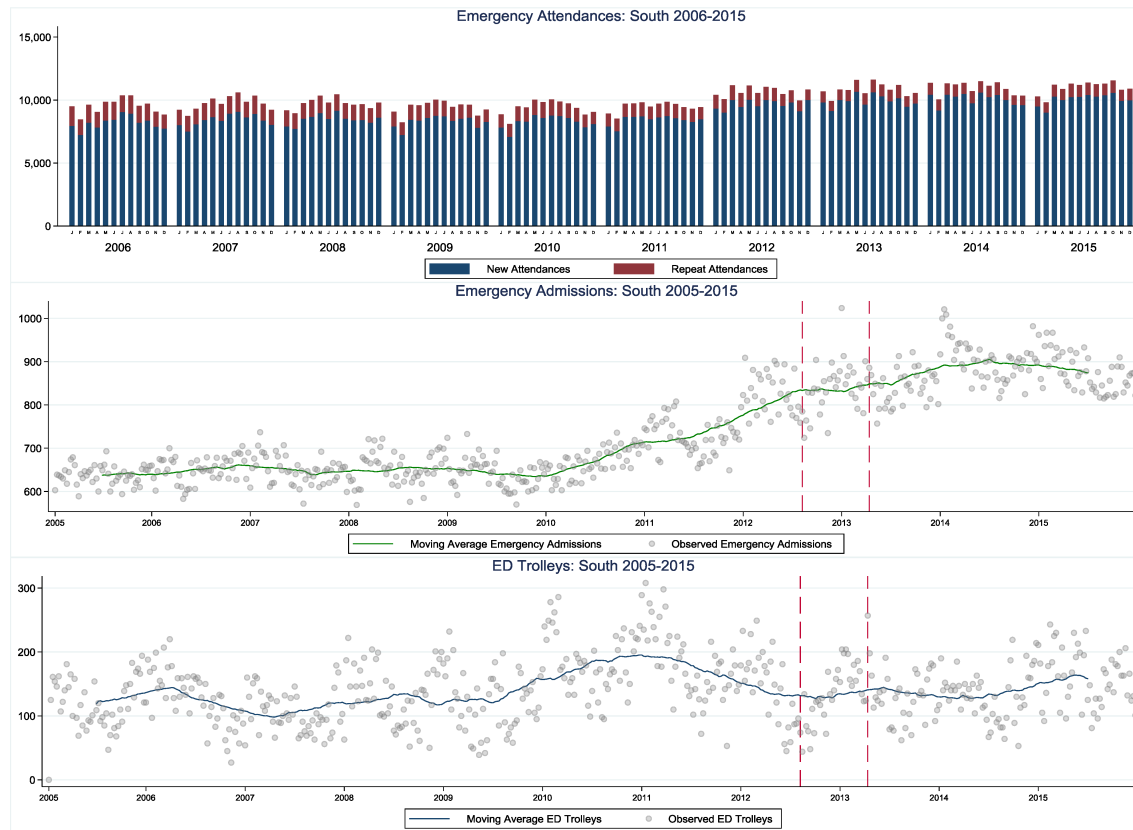 Emergency Attendances: South 2006-2015
15,000
10,000
5,000
0
J F M A M J J A S O N D J F M A M J J A S O N D J F M A M J J A S O N D J F M A M J J A S O N D J F M A M J J A S O N D J F M A M J J A S O N D J F M A M J J A S O N D J F M A M J J A S O N D J F M A M J J A S O N D J F M A M J J A S O N D
2006 2007 2008 2009 2010 2011 2012 2013 2014 2015
New Attendances Repeat Attendances
Emergency Admissions: South 2005-2015
1000
900
800
700
600
2005 2006 2007 2008 2009 2010 2011 2012 2013 2014 2015
Moving Average Emergency Admissions Observed Emergency Admissions
ED Trolleys: South 2005-2015
300
200
100
0
2005 2006 2007 2008 2009 2010 2011 2012 2013 2014 2015
Moving Average ED Trolleys Observed ED Trolleys